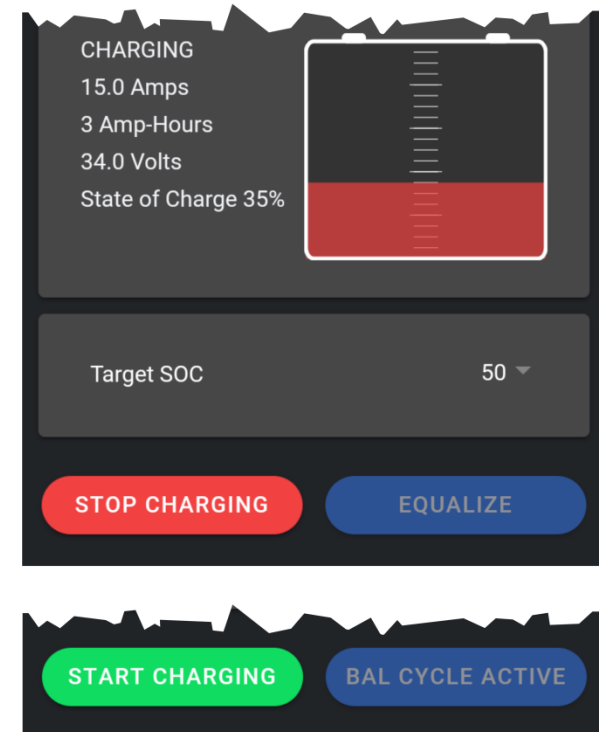 CHARGING
15.0 Amps
3 Amp-Hours
34.0 Volts
State of Charge 35%
Target SOC 50
STOP CHARGING EQUALIZE
START CHARGING BAL CYCLE ACTIVE